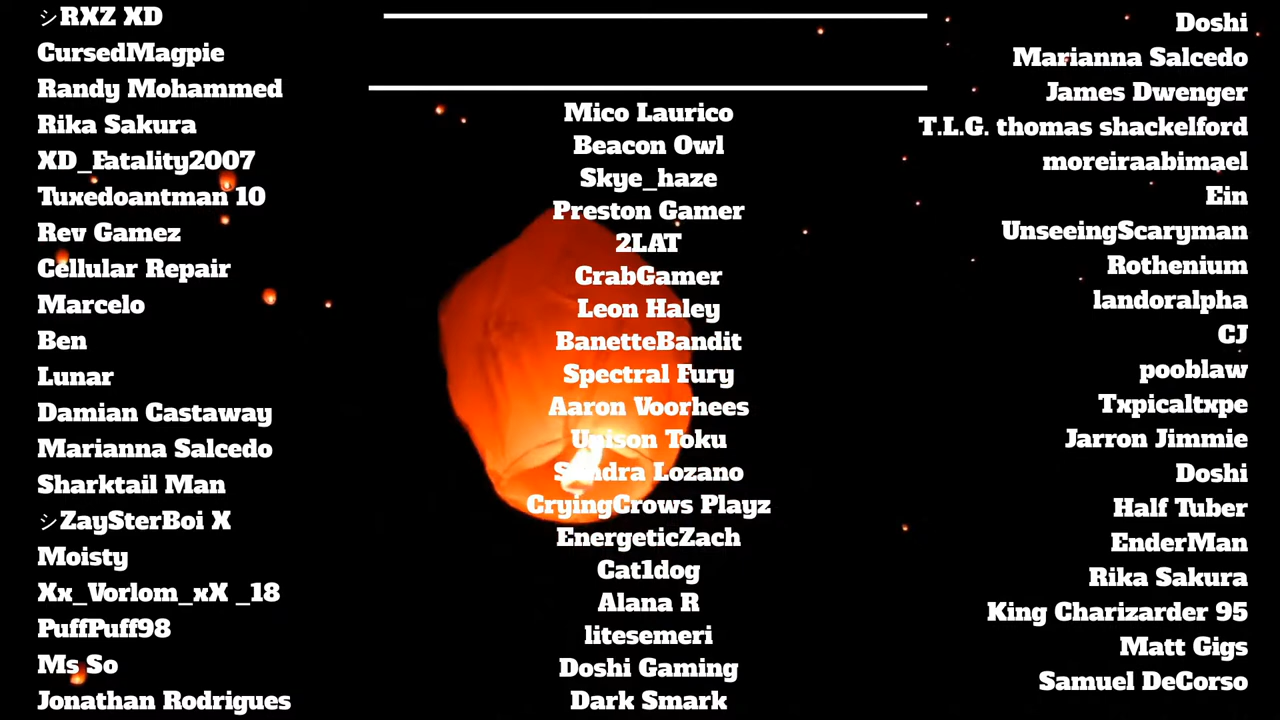 シRXZ XD
CursedMagpie
Randy Mohammed
Rika Sakura
XD_Fatality2007
Tuxedoantman 10
Rev Gamez
Cellular Repair
Marcelo
Ben
Lunar
Damian Castaway
Marianna Salcedo
Sharktail Man
シZaySterBoi X
Moisty
Xx_Vorlom_xX _18
PuffPuff98
Ms So
Jonathan Rodrigues
Mico Laurico
Beacon Owl
Skye_haze
Preston Gamer
2LAT
CrabGamer
Leon Haley
BanetteBandit
Spectral Fury
Aaron Voorhees
Unison Toku
Sandra Lozano
CryingCrows Playz
EnergeticZach
Cat1dog
Alana R
litesemeri
Doshi Gaming
Dark Smark
Doshi
Marianna Salcedo
James Dwenger
T.L.G. thomas shackelford
moreiraabimael
Ein
UnseeingScaryman
Rothenium
landoralpha
CJ
pooblaw
Txpicaltxpe
Jarron Jimmie
Doshi
Half Tuber
EnderMan
Rika Sakura
King Charizarder 95
Matt Gigs
Samuel DeCorso